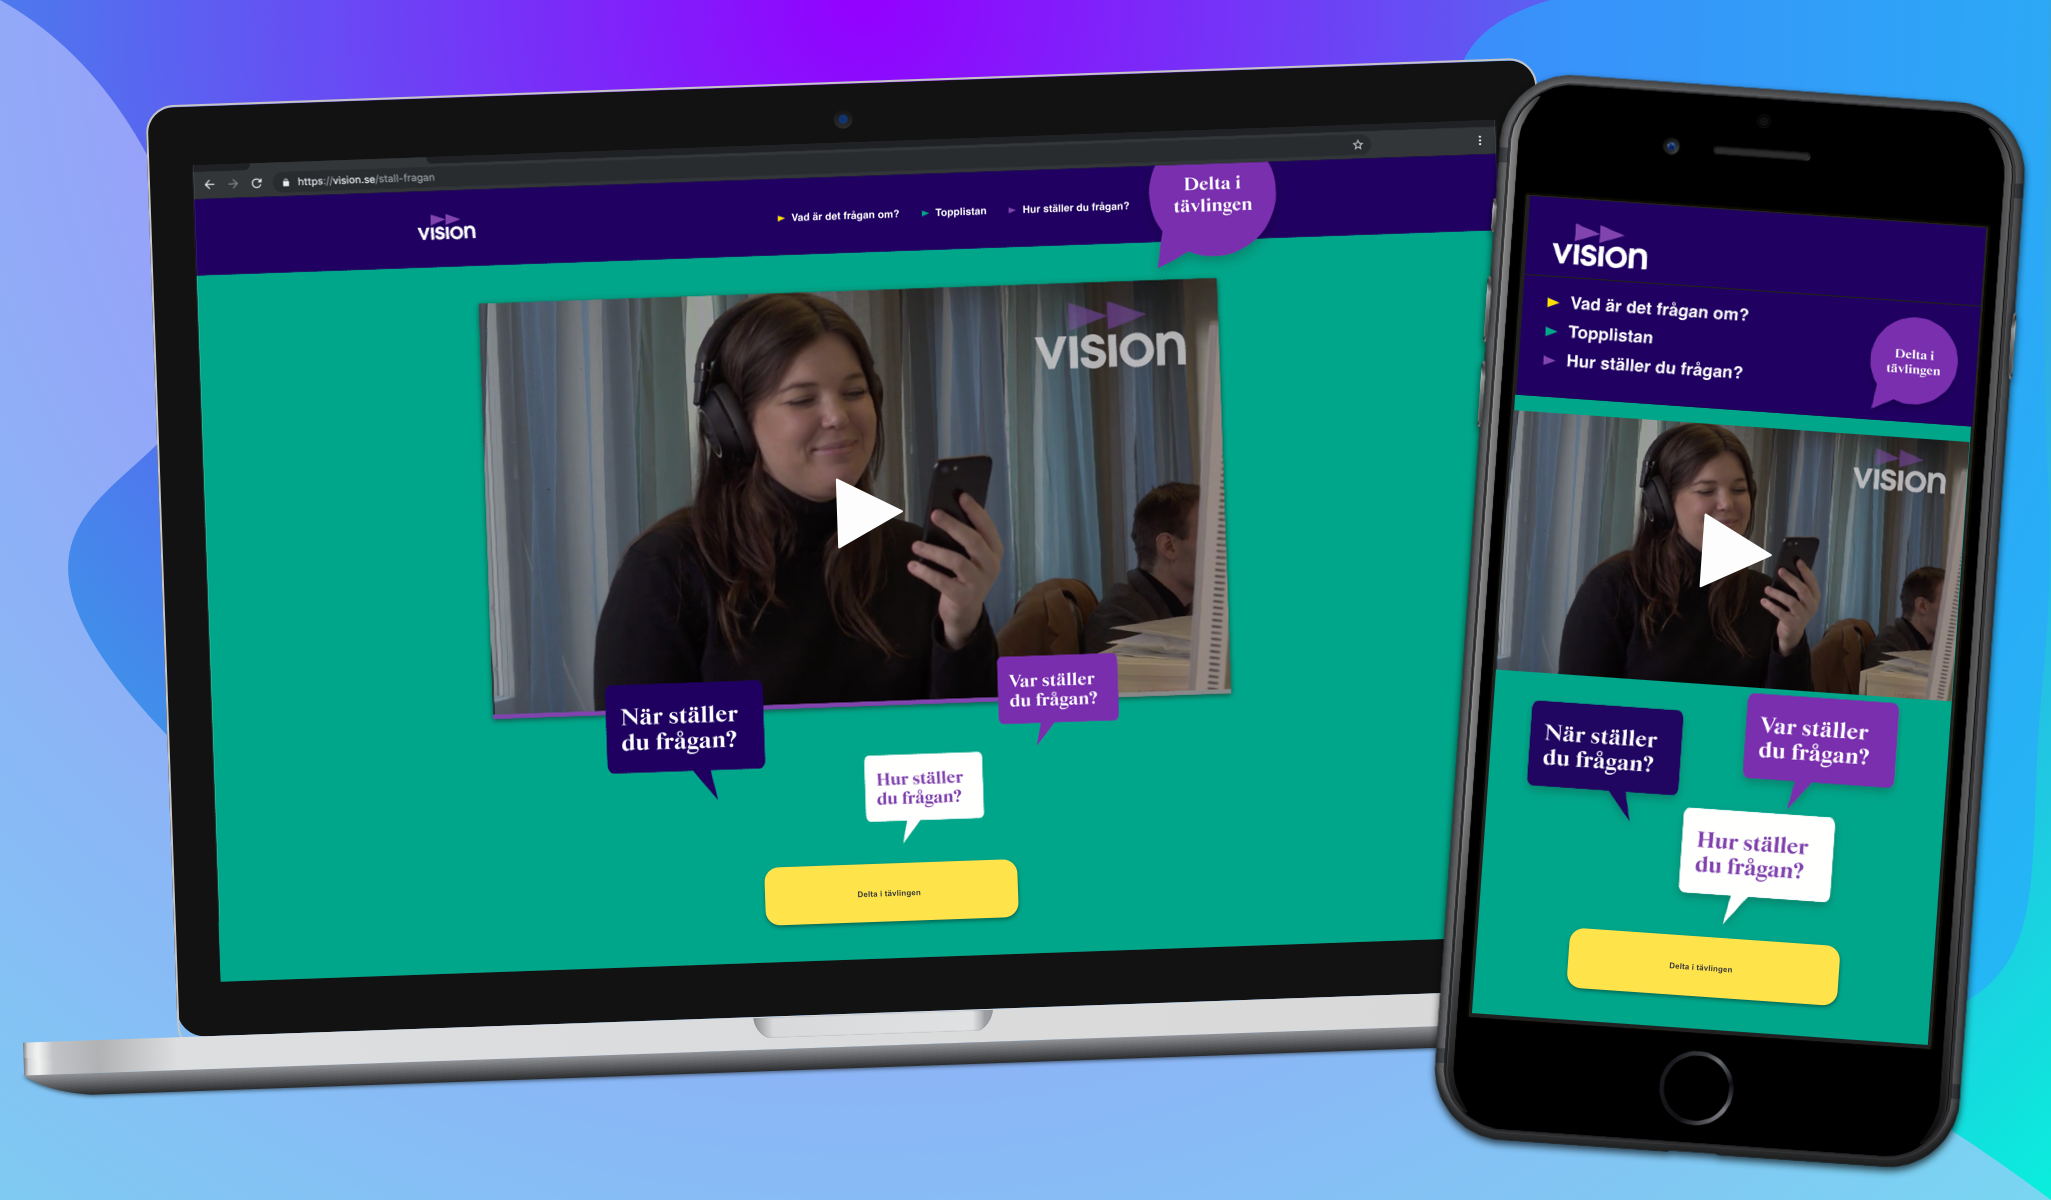 https://vision.se/stall-fragan
vision
Vad är det frågan om?
Topplistan
Hur ställer du frågan?
Delta i
tävlingen
vision
När ställer
du frågan?
Var ställer
du frågan?
Hur ställer
du frågan?
Delta i tävlingen
vision
Vad är det frågan om?
Topplistan
Hur ställer du frågan?
Delta i
tävlingen
vision
När ställer
du frågan?
Var ställer
du frågan?
Hur ställer
du frågan?
Delta i tävlingen